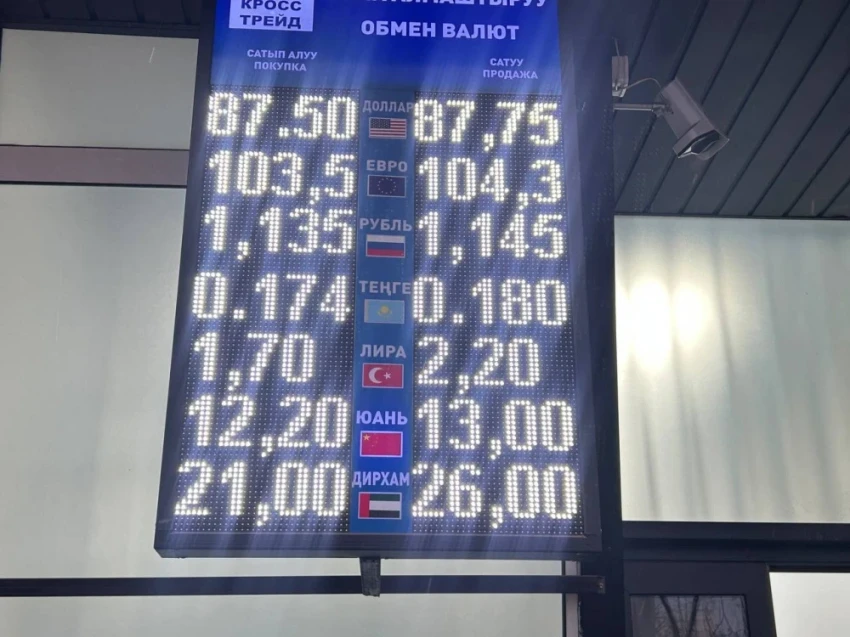 КРОСС
ТРЕЙД
ОБМЕН ВАЛЮТ
САТЫП АЛУУ
ПОКУПКА
САТУУ
ПРОДАЖА
87.50 ДОЛЛАР 87,75
103,5 ЕВРО 104,3
1,135 РУБЛЬ 1,145
0.174 ТЕҢГЕ 0.180
1,70 ЛИРА 2,20
12,20 ЮАНЬ 13,00
21,00 ДИРХАМ 26,00